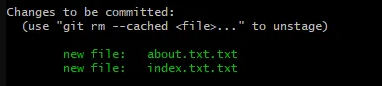 Changes to be committed:
(use "git rm --cached <file>..." to unstage)
new file: about.txt.txt
new file: index.txt.txt